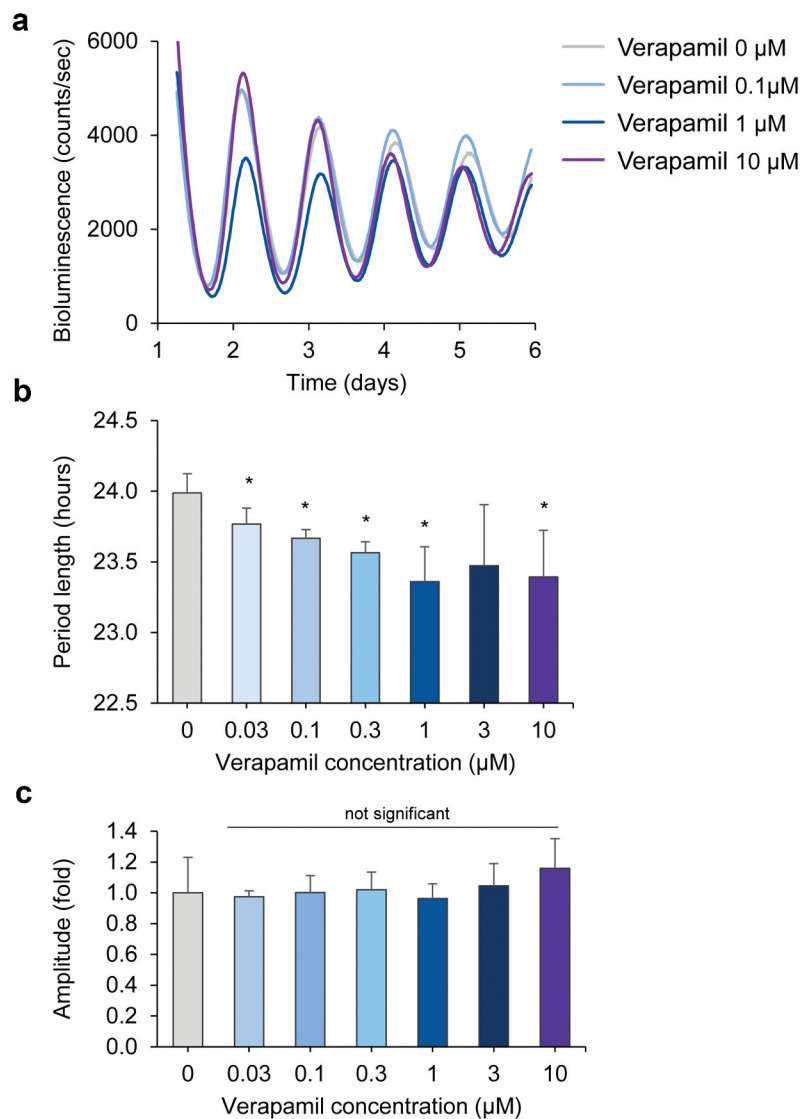 a
6000
4000
2000
0
Bioluminescence (counts/sec)
1 2 3 4 5 6
Time (days)
Verapamil 0 µM
Verapamil 0.1µM
Verapamil 1 µM
Verapamil 10 µM
b
24.5
24.0
23.5
23.0
22.5
Period length (hours)
* * * * *
0 0.03 0.1 0.3 1 3 10
Verapamil concentration (µM)
c
not significant
1.4
1.2
1.0
0.8
0.6
0.4
0.2
0.0
Amplitude (fold)
0 0.03 0.1 0.3 1 3 10
Verapamil concentration (µM)